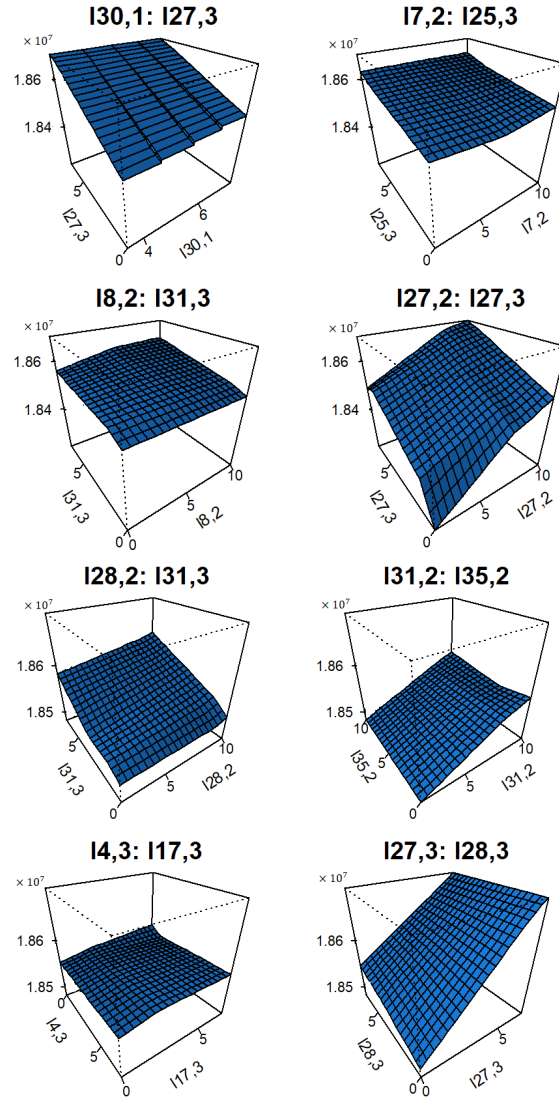 I30,1: I27,3
I7,2: I25,3
× 10⁷
1.86
1.84
5
0
I27,3
4
6
I30,1
× 10⁷
1.86
1.84
5
0
I25,3
5
10
I7,2
I8,2: I31,3
I27,2: I27,3
× 10⁷
1.86
1.84
5
0
I31,3
0
5
10
I8,2
× 10⁷
1.86
1.84
5
0
I27,3
5
10
I27,2
I28,2: I31,3
I31,2: I35,2
× 10⁷
1.86
1.85
5
0
I31,3
5
10
I28,2
× 10⁷
1.86
1.85
10
5
0
I35,2
5
10
I31,2
I4,3: I17,3
I27,3: I28,3
× 10⁷
1.86
1.85
0
5
I4,3
0
5
I17,3
× 10⁷
1.86
1.85
5
0
I28,3
0
5
I27,3